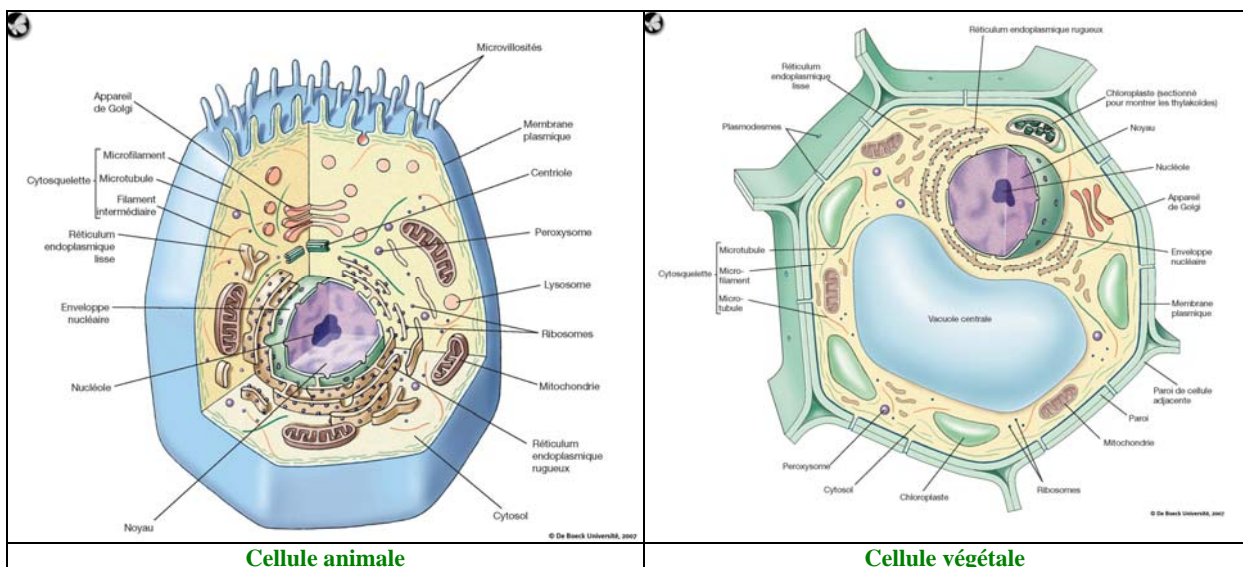 Microvillosités
Appareil
de Golgi
Membrane
plasmique
Microfilament
Centriole
Cytosquelette
Microtubule
Filament
intermédiaire
Peroxysome
Réticulum
endoplasmique
lisse
Lysosome
Enveloppe
nucléaire
Ribosomes
Nucléole
Mitochondrie
Réticulum
endoplasmique
rugueux
Cytosol
Noyau
© De Boeck Université, 2007
Cellule animale
Réticulum endoplasmique rugueux
Réticulum
endoplasmique
lisse
Chloroplaste (sectionné
pour montrer les thylakoïdes)
Plasmodesmes
Noyau
Nucléole
Appareil
de Golgi
Microtubule
Cytosquelette
Micro-
filament
Micro-
tubule
Enveloppe
nucléaire
Vacuole centrale
Membrane
plasmique
Paroi de cellule
adjacente
Paroi
Mitochondrie
Peroxysome
Cytosol
Chloroplaste
Ribosomes
© De Boeck Université, 2007
Cellule végétale